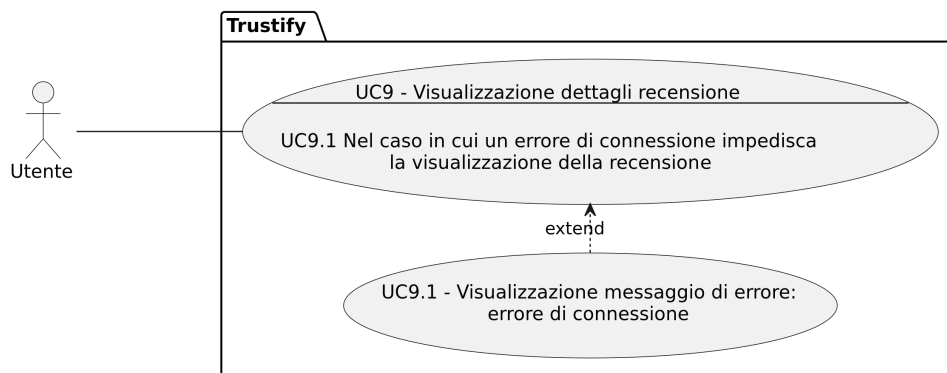 Trustify
UC9 - Visualizzazione dettagli recensione
UC9.1 Nel caso in cui un errore di connessione impedisca
la visualizzazione della recensione
Utente
extend
UC9.1 - Visualizzazione messaggio di errore:
errore di connessione